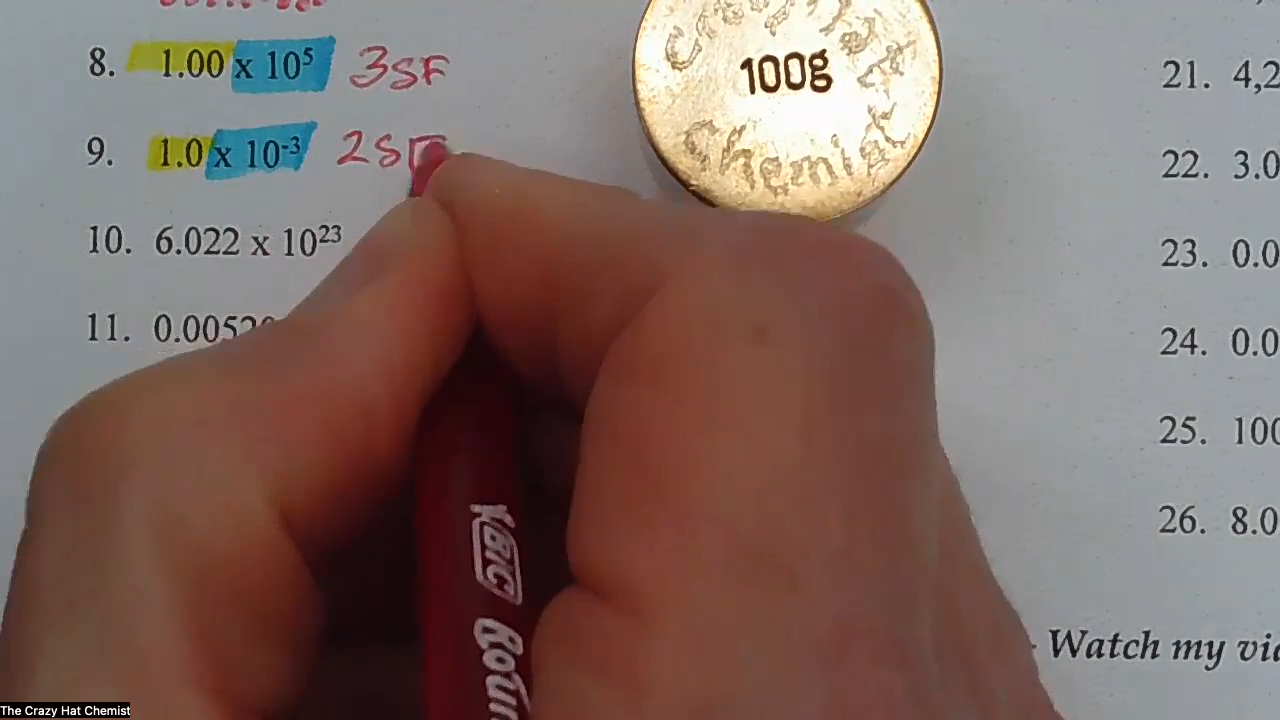 8. 1.00 x 10⁵ 3SF
9. 1.0 x 10⁻³ 2SF
10. 6.022 x 10²³
11. 0.0052
100g
Chemist
21. 4,2
22. 3.0
23. 0.0
24. 0.0
25. 100
26. 8.0
Watch my vid
BIC
The Crazy Hat Chemist